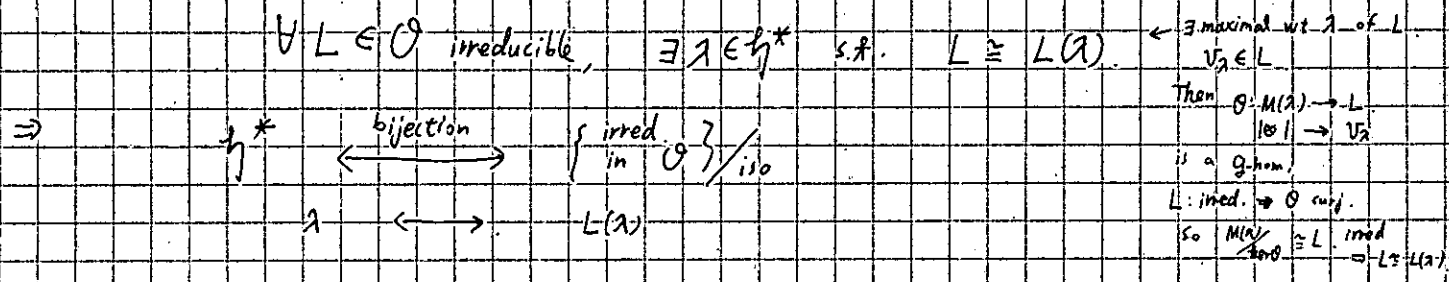 ∀ L ∈ 𝒪 irreducible, ∃ λ ∈ 𝔥* s.t. L ≅ L(λ).
← ∃ maximal wt λ of L
v_λ ∈ L
Then θ: M(λ) → L
1⊗1 → v_λ
is a g-hom,
L: irred. ⇒ θ surj.
so M(λ)/ker θ ≅ L irred
⇒ L ≅ L(λ)
⇒ 𝔥* ⟷ bijection { irred in 𝒪 } / iso
λ ⟷ L(λ)